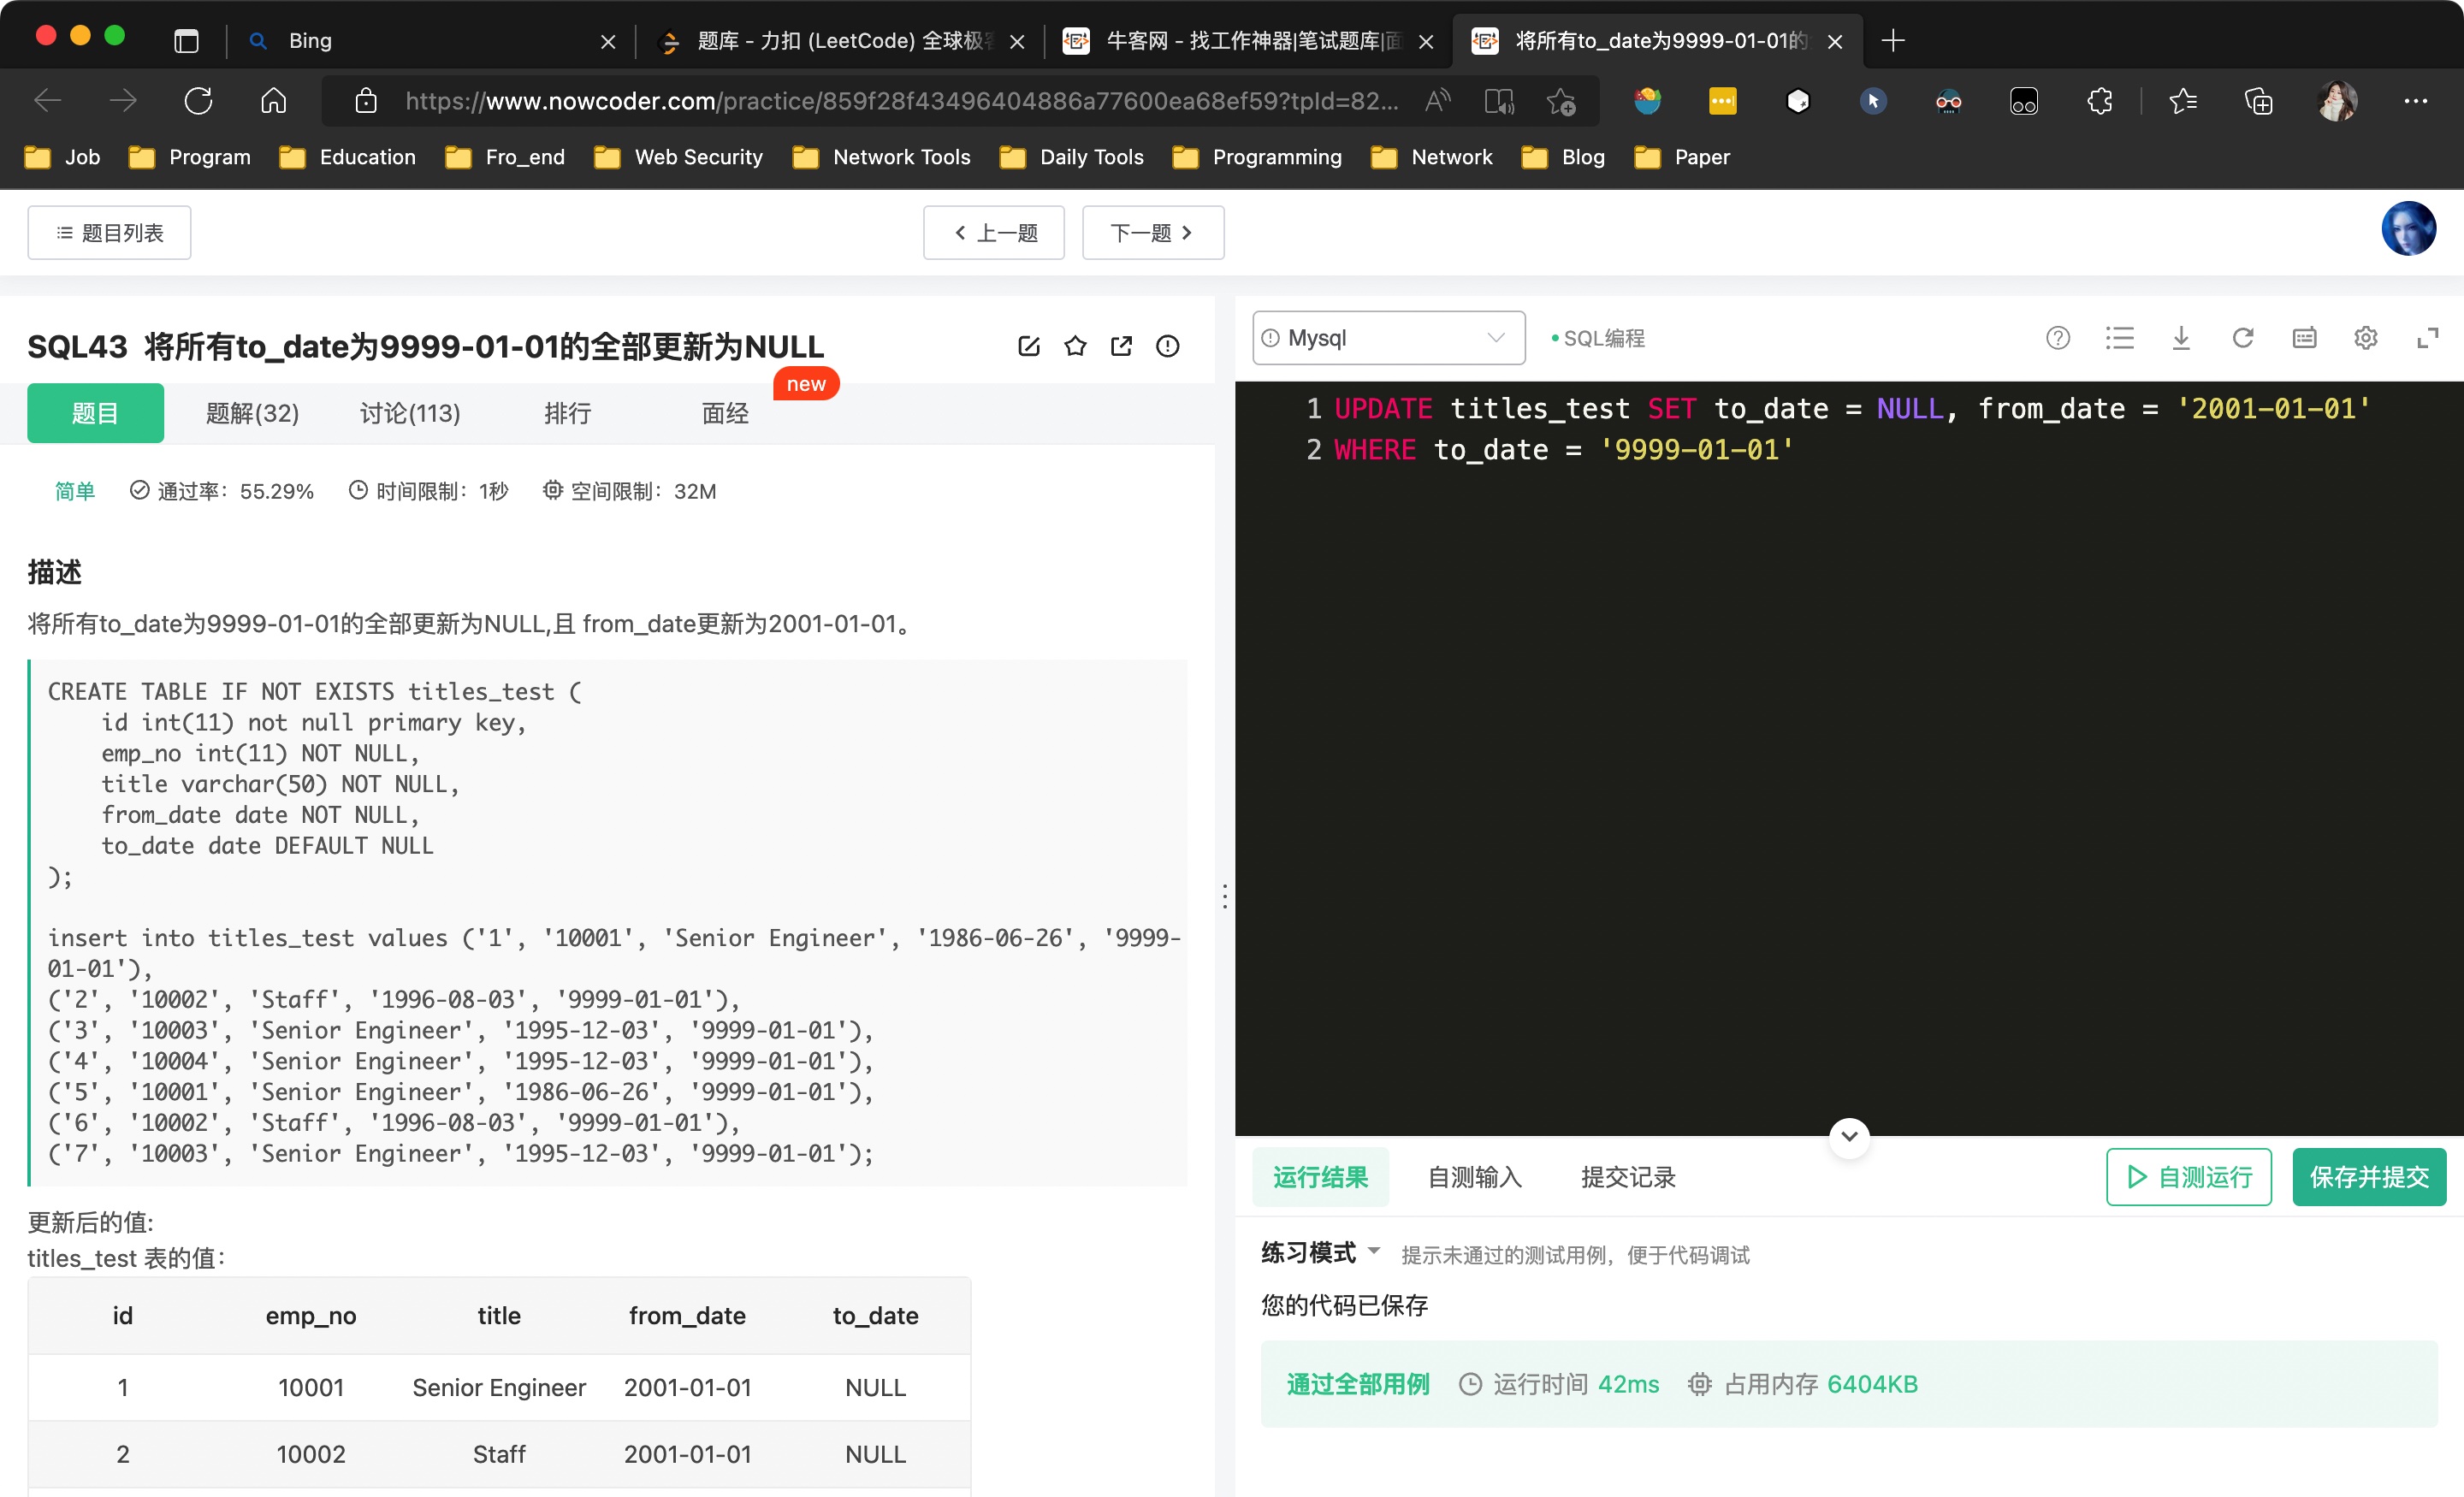 Bing
题库 - 力扣 (LeetCode) 全球极客
牛客网 - 找工作神器|笔试题库|面
将所有to_date为9999-01-01的
https://www.nowcoder.com/practice/859f28f43496404886a77600ea68ef59?tpId=82...
Job Program Education Fro_end Web Security Network Tools Daily Tools Programming Network Blog Paper
题目列表
上一题
下一题
SQL43 将所有to_date为9999-01-01的全部更新为NULL
new
题目 题解(32) 讨论(113) 排行 面经
简单 通过率：55.29% 时间限制：1秒 空间限制：32M
描述
将所有to_date为9999-01-01的全部更新为NULL,且 from_date更新为2001-01-01。
CREATE TABLE IF NOT EXISTS titles_test (
id int(11) not null primary key,
emp_no int(11) NOT NULL,
title varchar(50) NOT NULL,
from_date date NOT NULL,
to_date date DEFAULT NULL
);
insert into titles_test values ('1', '10001', 'Senior Engineer', '1986-06-26', '9999-
01-01'),
('2', '10002', 'Staff', '1996-08-03', '9999-01-01'),
('3', '10003', 'Senior Engineer', '1995-12-03', '9999-01-01'),
('4', '10004', 'Senior Engineer', '1995-12-03', '9999-01-01'),
('5', '10001', 'Senior Engineer', '1986-06-26', '9999-01-01'),
('6', '10002', 'Staff', '1996-08-03', '9999-01-01'),
('7', '10003', 'Senior Engineer', '1995-12-03', '9999-01-01');
更新后的值:
titles_test 表的值：
id emp_no title from_date to_date
1 10001 Senior Engineer 2001-01-01 NULL
2 10002 Staff 2001-01-01 NULL
Mysql
SQL编程
1 UPDATE titles_test SET to_date = NULL, from_date = '2001-01-01'
2 WHERE to_date = '9999-01-01'
运行结果 自测输入 提交记录 自测运行 保存并提交
练习模式 提示未通过的测试用例，便于代码调试
您的代码已保存
通过全部用例 运行时间 42ms 占用内存 6404KB